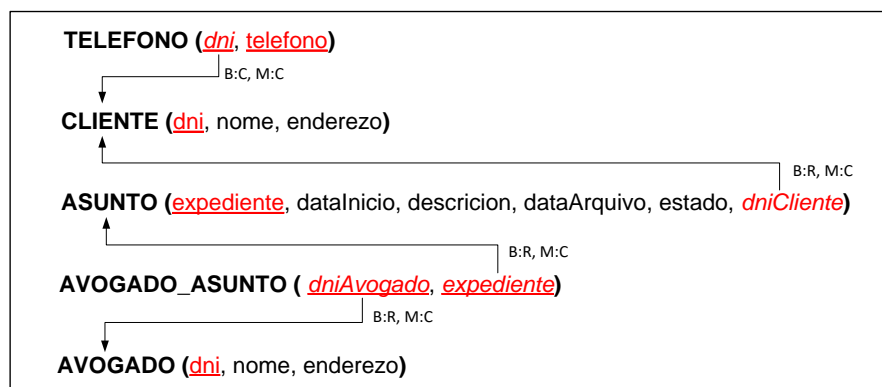 TELEFONO (dni, telefono)
B:C, M:C
CLIENTE (dni, nome, enderezo)
B:R, M:C
ASUNTO (expediente, dataInicio, descricion, dataArquivo, estado, dniCliente)
B:R, M:C
AVOGADO_ASUNTO ( dniAvogado, expediente)
B:R, M:C
AVOGADO (dni, nome, enderezo)